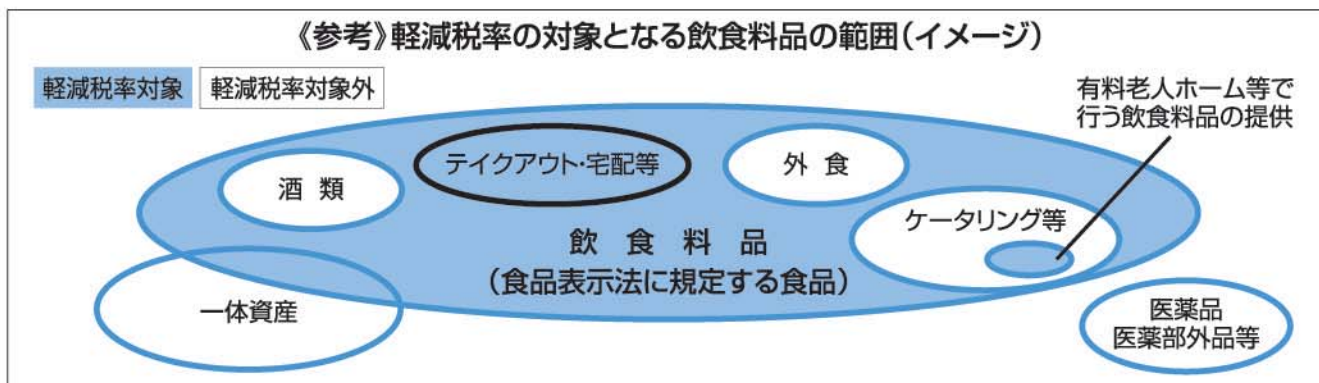 《参考》軽減税率の対象となる飲食料品の範囲(イメージ)
軽減税率対象
軽減税率対象外
有料老人ホーム等で
行う飲食料品の提供
酒類
テイクアウト・宅配等
外食
ケータリング等
飲食料品
(食品表示法に規定する食品)
一体資産
医薬品
医薬部外品等